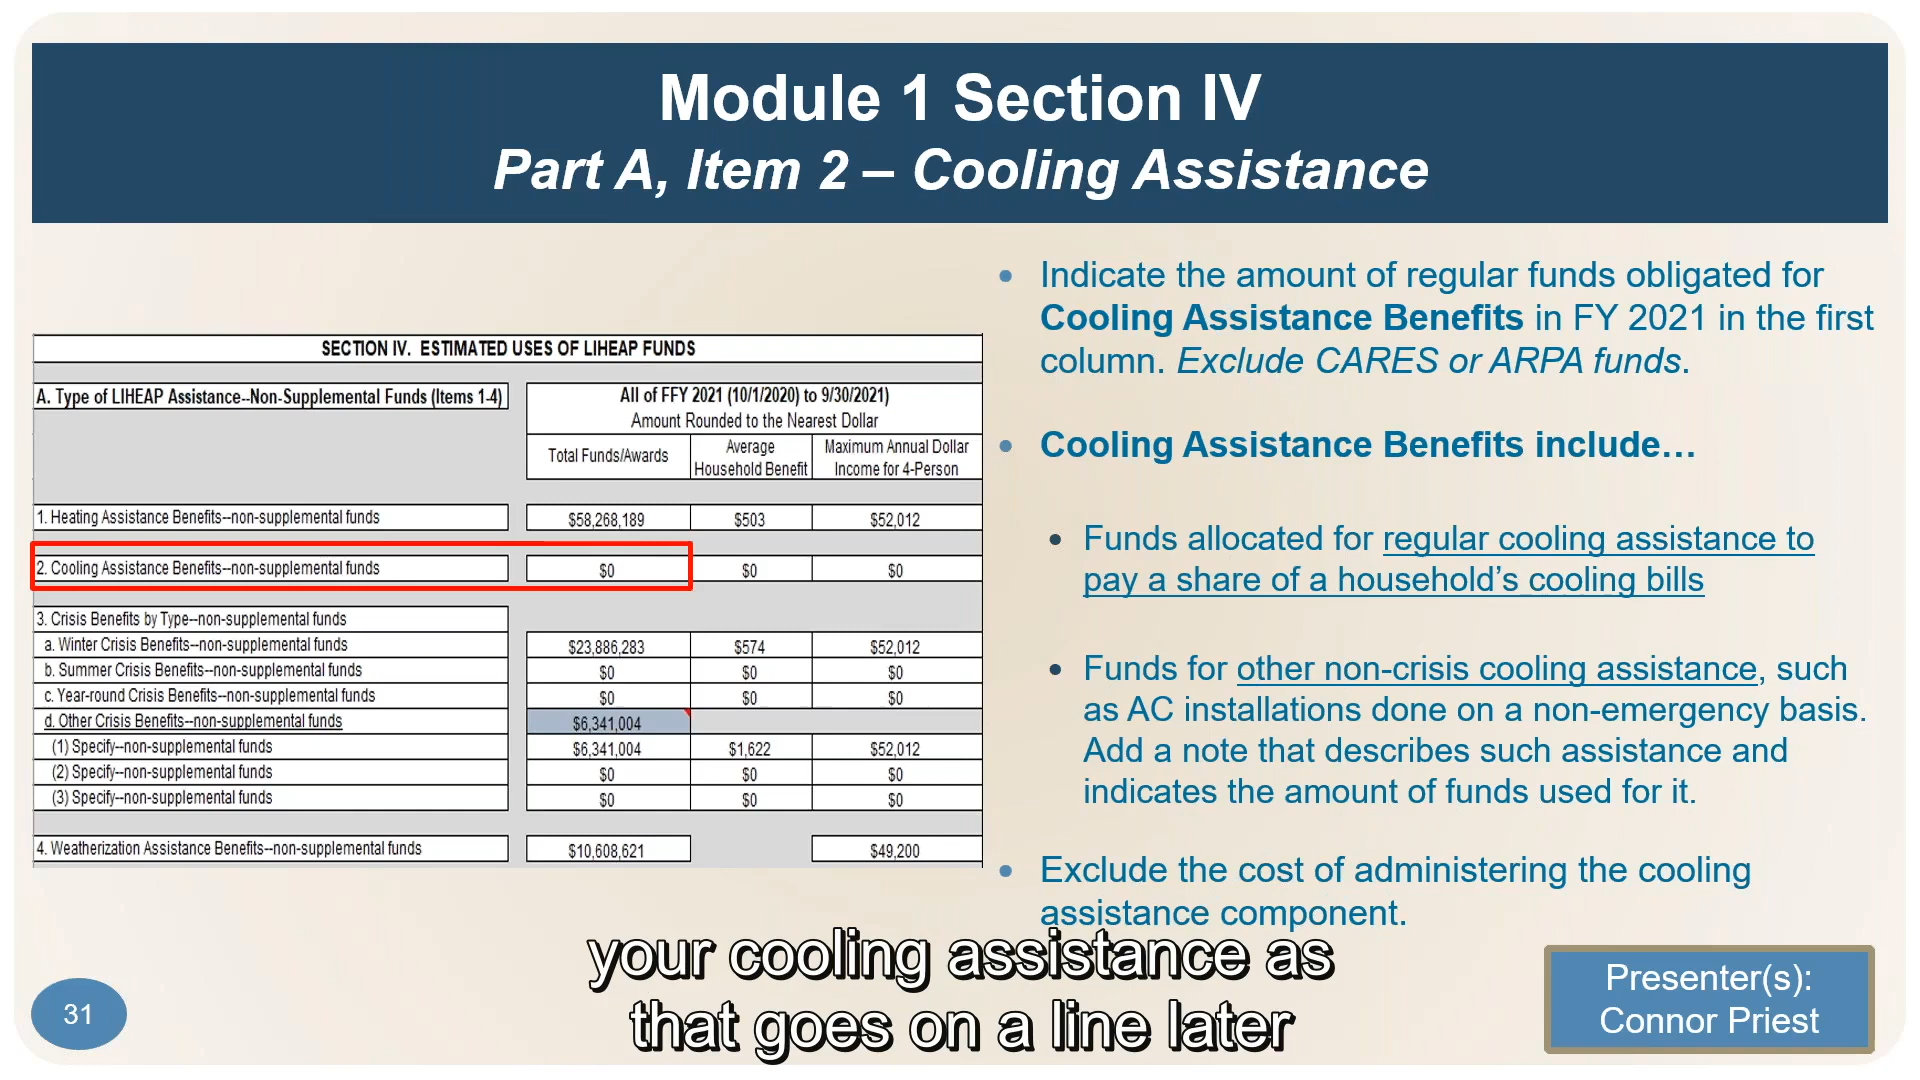 Module 1 Section IV
Part A, Item 2 – Cooling Assistance
SECTION IV. ESTIMATED USES OF LIHEAP FUNDS
A. Type of LIHEAP Assistance--Non-Supplemental Funds (Items 1-4)
All of FFY 2021 (10/1/2020) to 9/30/2021)
Amount Rounded to the Nearest Dollar
Total Funds/Awards
Average
Household Benefit
Maximum Annual Dollar
Income for 4-Person
1. Heating Assistance Benefits--non-supplemental funds $58,268,189 $503 $52,012
2. Cooling Assistance Benefits--non-supplemental funds $0 $0 $0
3. Crisis Benefits by Type--non-supplemental funds
a. Winter Crisis Benefits--non-supplemental funds $23,886,283 $574 $52,012
b. Summer Crisis Benefits--non-supplemental funds $0 $0 $0
c. Year-round Crisis Benefits--non-supplemental funds $0 $0 $0
d. Other Crisis Benefits--non-supplemental funds $6,341,004
(1) Specify--non-supplemental funds $6,341,004 $1,622 $52,012
(2) Specify--non-supplemental funds $0 $0 $0
(3) Specify--non-supplemental funds $0 $0 $0
4. Weatherization Assistance Benefits--non-supplemental funds $10,608,621 $49,200
• Indicate the amount of regular funds obligated for
Cooling Assistance Benefits in FY 2021 in the first
column. Exclude CARES or ARPA funds.
• Cooling Assistance Benefits include…
• Funds allocated for regular cooling assistance to
pay a share of a household’s cooling bills
• Funds for other non-crisis cooling assistance, such
as AC installations done on a non-emergency basis.
Add a note that describes such assistance and
indicates the amount of funds used for it.
• Exclude the cost of administering the cooling
assistance component.
your cooling assistance as
that goes on a line later
31
Presenter(s):
Connor Priest